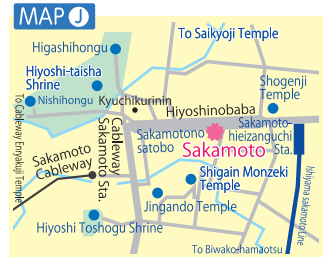 MAP J
Higashihongu
To Saikyoji Temple
Hiyoshi-taisha
Shrine
Nishihongu
Kyuchikurinin
Shogenji
Temple
Hiyoshinobaba
To Cableway Enryakuji Temple
Cableway
Sakamoto Sta.
Sakamotono
satobo
Sakamoto
Sakamoto-
hieizanguchi
Sta.
Sakamoto
Cableway
Shigain Monzeki
Temple
Jingando Temple
Hiyoshi Toshogu Shrine
Ishiyama sakamoto Line
To Biwako-hamaotsu